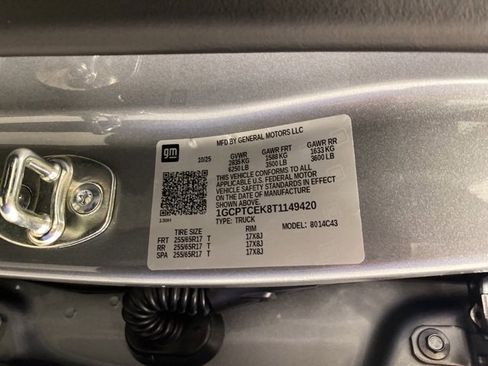 MFD BY GENERAL MOTORS LLC
gm
10/25 GVWR GAWR FRT GAWR RR
2835 KG 1588 KG 1633 KG
6250 LB 3500 LB 3600 LB
THIS VEHICLE CONFORMS TO ALL
APPLICABLE U.S. FEDERAL MOTOR
VEHICLE SAFETY STANDARDS IN
EFFECT ON THE DATE OF MANUFACTURE
SHOWN ABOVE.
1GCPTCEK8T1149420
TYPE: TRUCK MODEL: 8014C43
TIRE SIZE RIM
FRT 255/65R17 T 17X8J
RR 255/65R17 T 17X8J
SPA 255/65R17 T 17X8J